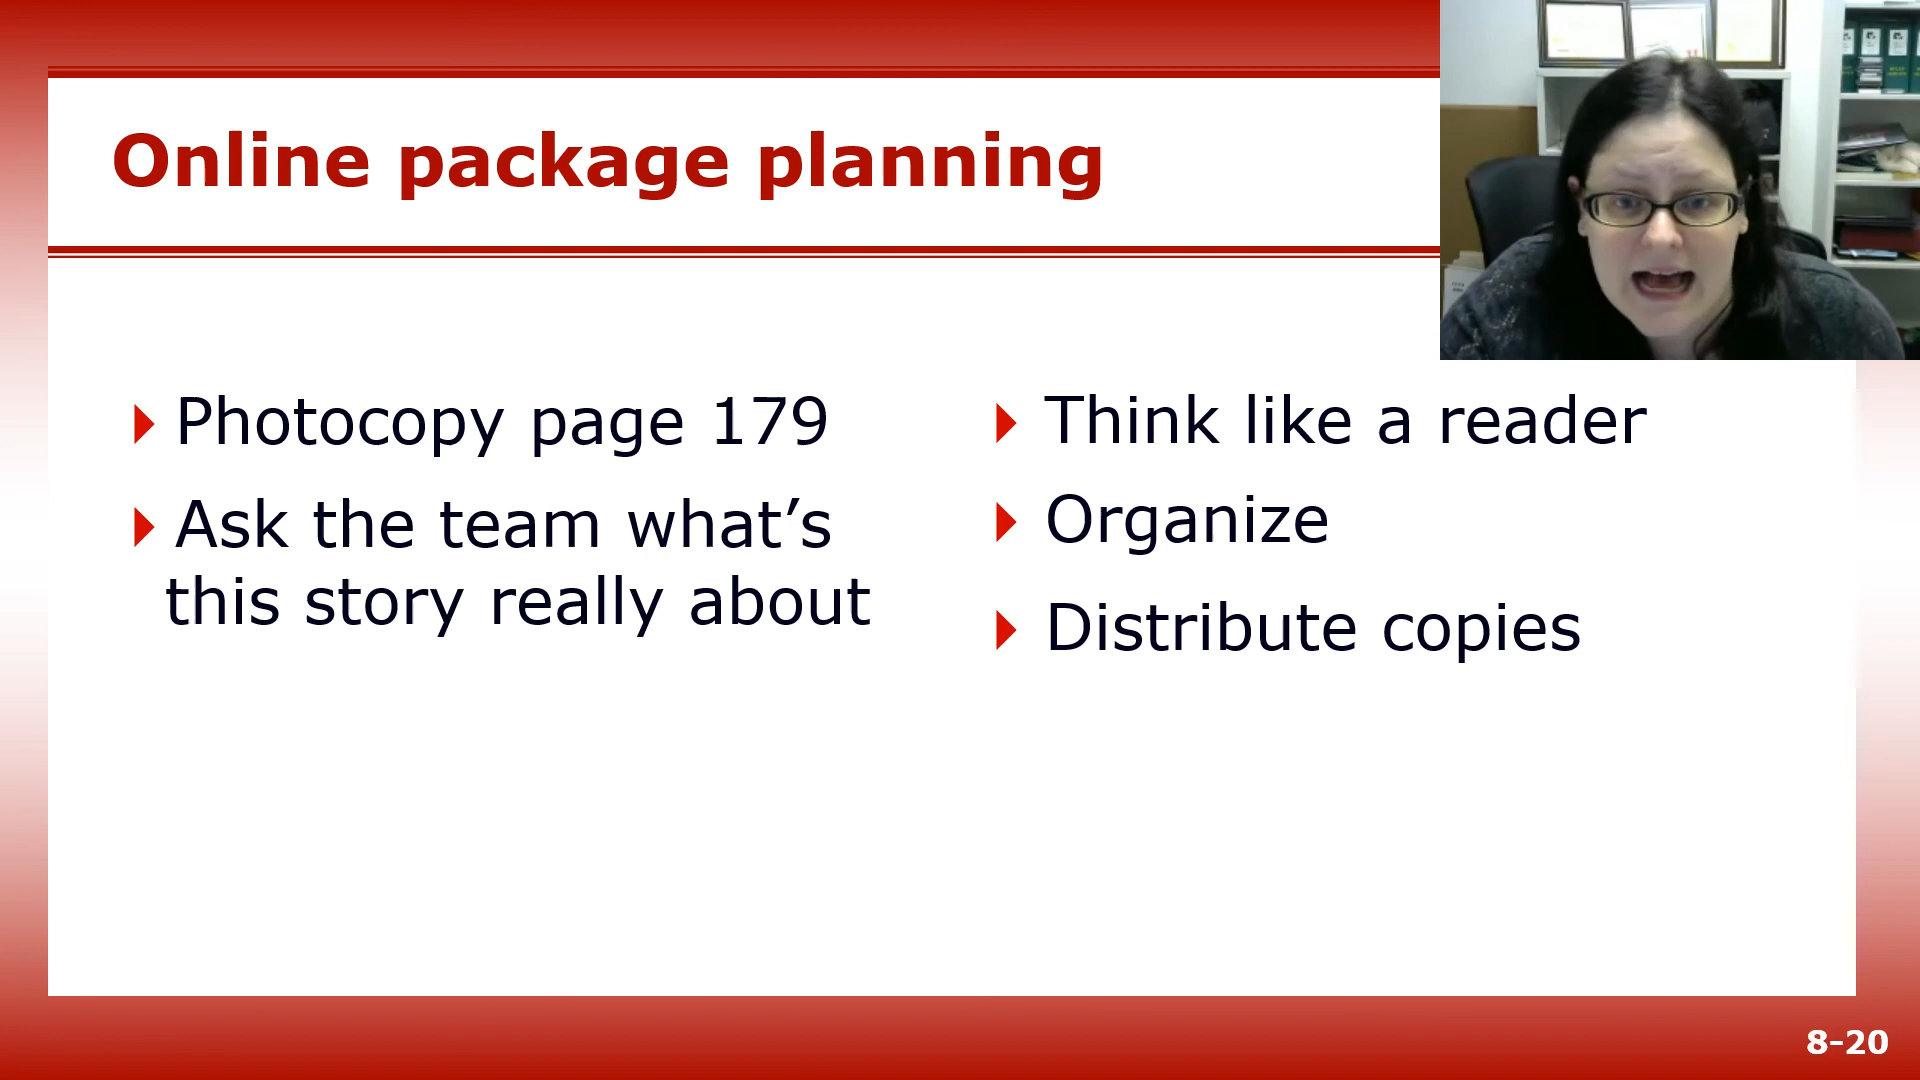 Online package planning
Photocopy page 179
Ask the team what’s
this story really about
Think like a reader
Organize
Distribute copies
8–20